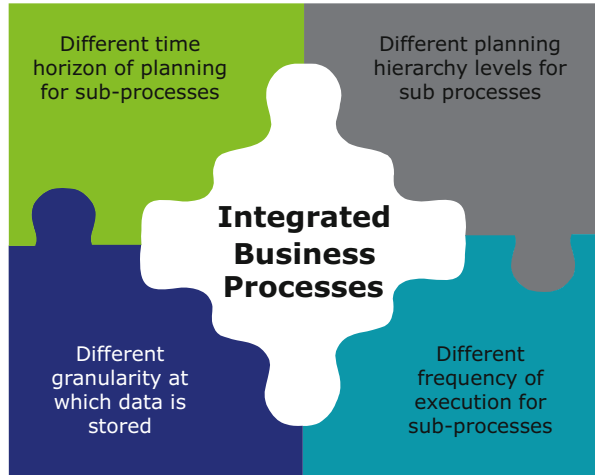 Different time
horizon of planning
for sub-processes
Different planning
hierarchy levels for
sub processes
Integrated
Business
Processes
Different
granularity at
which data is
stored
Different
frequency of
execution for
sub-processes